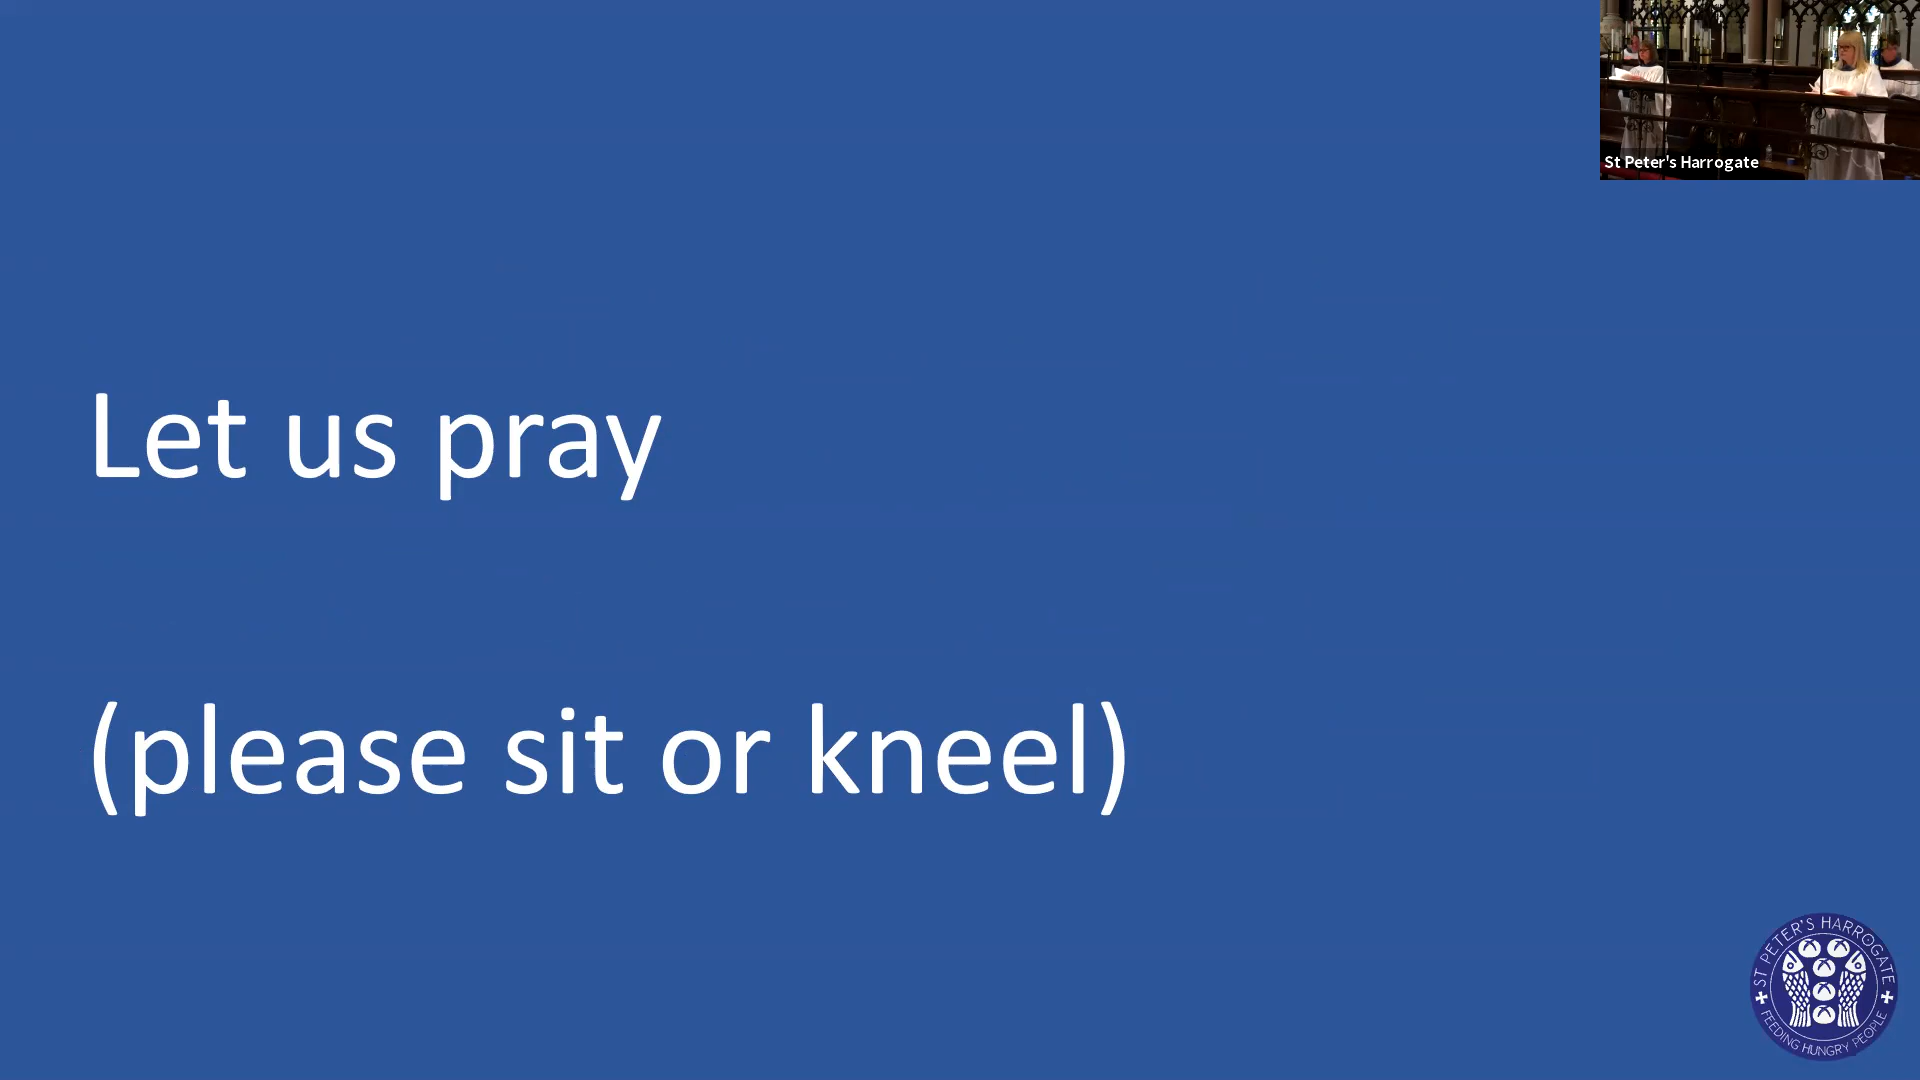 St Peter's Harrogate
Let us pray
(please sit or kneel)
ST PETER'S HARROGATE
FEEDING HUNGRY PEOPLE